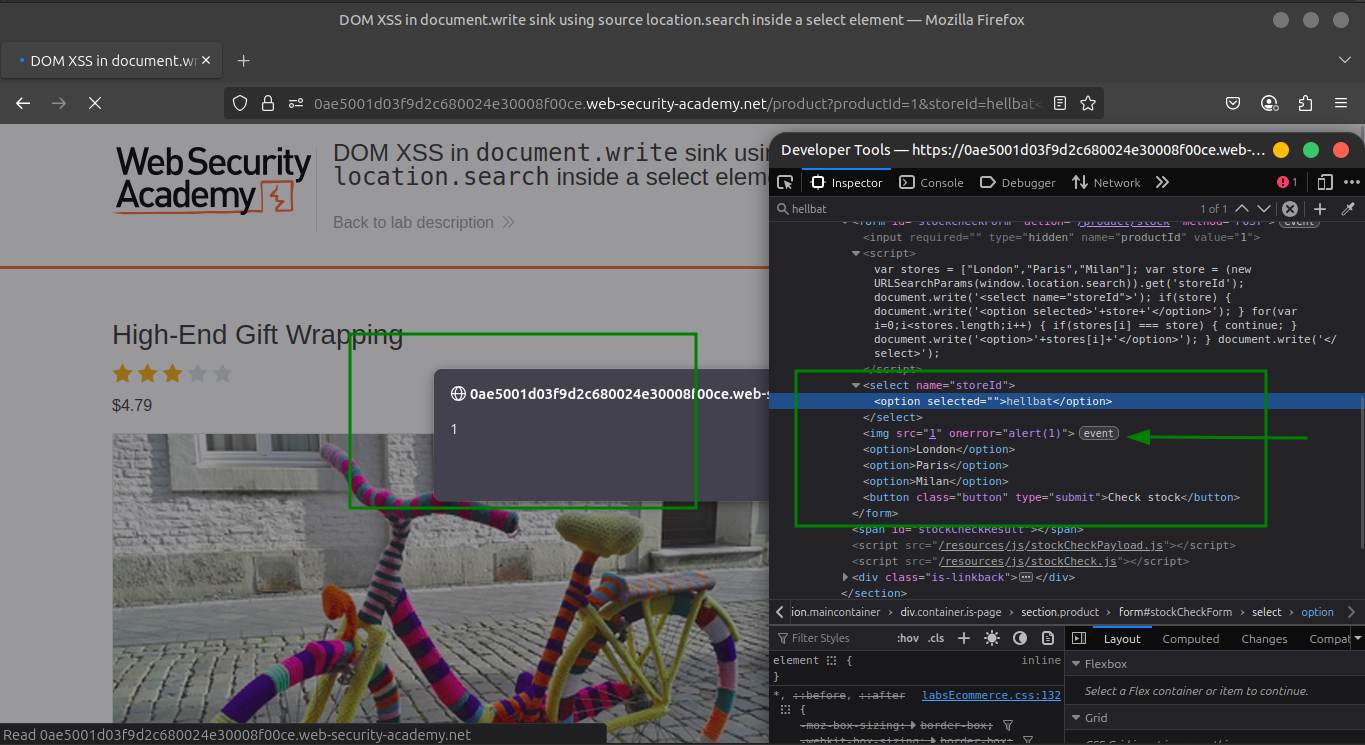 DOM XSS in document.write sink using source location.search inside a select element — Mozilla Firefox
DOM XSS in document.wr
0ae5001d03f9d2c680024e30008f00ce.web-security-academy.net/product?productId=1&storeId=hellbat<
Web Security
Academy
DOM XSS in document.write sink usin
location.search inside a select eleme
Back to lab description
High-End Gift Wrapping
$4.79
0ae5001d03f9d2c680024e30008f00ce.web-s
1
Read 0ae5001d03f9d2c680024e30008f00ce.web-security-academy.net
Developer Tools — https://0ae5001d03f9d2c680024e30008f00ce.web-...
Inspector Console Debugger Network 1
hellbat 1 of 1
<form id="stockCheckForm" action="/product/stock" method="POST"> event
<input required="" type="hidden" name="productId" value="1">
<script>
var stores = ["London","Paris","Milan"]; var store = (new
URLSearchParams(window.location.search)).get('storeId');
document.write('<select name="storeId">'); if(store) {
document.write('<option selected>'+store+'</option>'); } for(var
i=0;i<stores.length;i++) { if(stores[i] === store) { continue; }
document.write('<option>'+stores[i]+'</option>'); } document.write('</
select>');
</script>
<select name="storeId">
<option selected="">hellbat</option>
</select>
<img src="1" onerror="alert(1)"> event
<option>London</option>
<option>Paris</option>
<option>Milan</option>
<button class="button" type="submit">Check stock</button>
</form>
<span id="stockCheckResult"></span>
<script src="/resources/js/stockCheckPayload.js"></script>
<script src="/resources/js/stockCheck.js"></script>
<div class="is-linkback"></div>
</section>
ion.maincontainer > div.container.is-page > section.product > form#stockCheckForm > select > option
Filter Styles :hov .cls
element {
inline
}
*, ::before, ::after
labsEcommerce.css:132
{
-moz-box-sizing: border-box;
-webkit-box-sizing: border-box;
Layout Computed Changes Compat
Flexbox
Select a Flex container or item to continue.
Grid